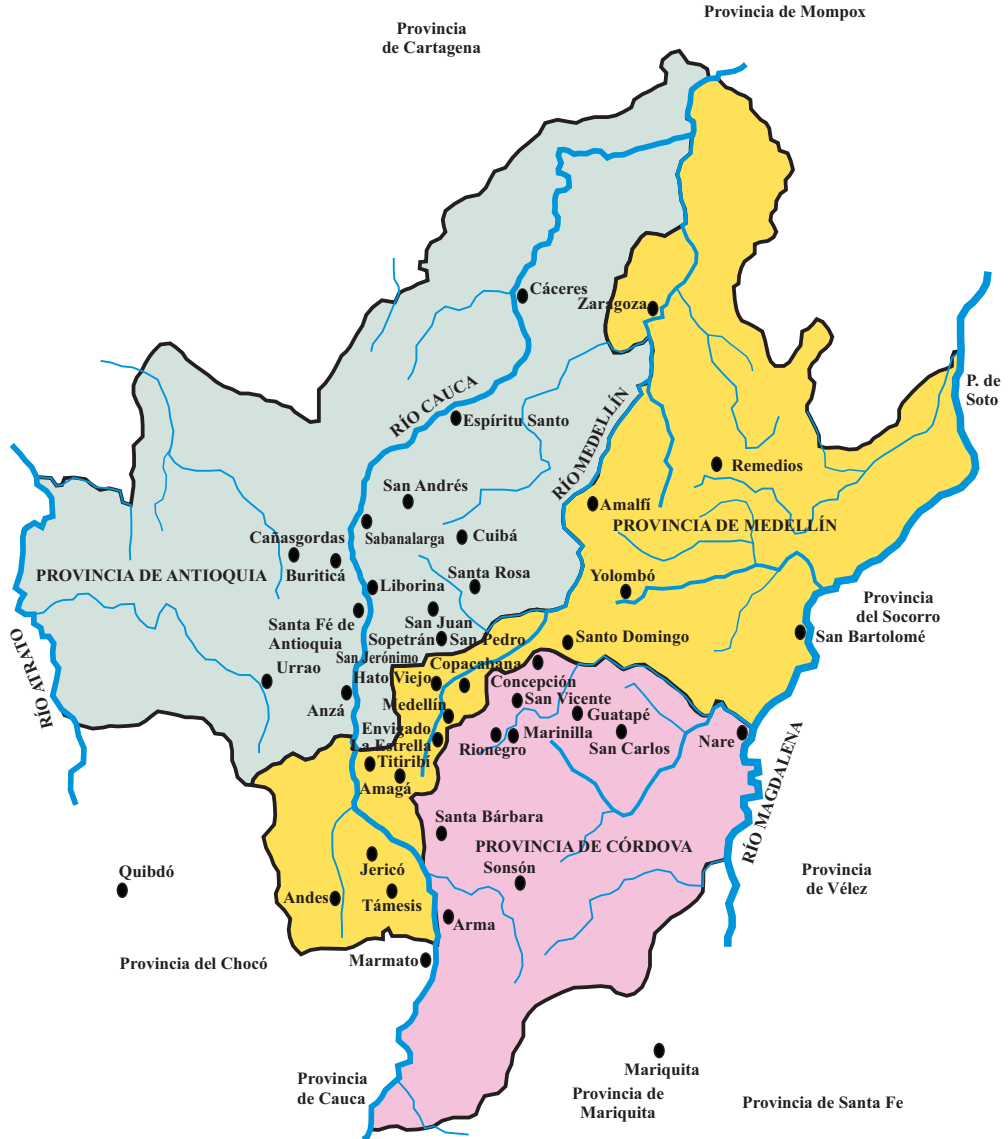 Provincia de Mompox
Provincia
de Cartagena
Cáceres
Zaragoza
P. de
Soto
RÍO CAUCA
Espíritu Santo
RÍO MEDELLÍN
Remedios
San Andrés
Amalfí
PROVINCIA DE MEDELLÍN
Sabanalarga
Cuibá
Cañasgordas
Buriticá
PROVINCIA DE ANTIOQUIA
Liborina
Santa Rosa
Yolombó
Provincia
del Socorro
San Bartolomé
Santa Fé de
Antioquia
San Juan
Sopetrán
San Pedro
Santo Domingo
San Jerónimo
Urrao
RÍO ATRATO
Hato Viejo
Copacabana
Concepción
Anzá
Medellín
San Vicente
Guatapé
Envigado
La Estrella
Rionegro
Marinilla
San Carlos
Nare
RÍO MAGDALENA
Titiribí
Amagá
Santa Bárbara
PROVINCIA DE CÓRDOVA
Jericó
Sonsón
Provincia
de Vélez
Quibdó
Andes
Támesis
Arma
Provincia del Chocó
Marmato
Mariquita
Provincia
de Cauca
Provincia de
Mariquita
Provincia de Santa Fe